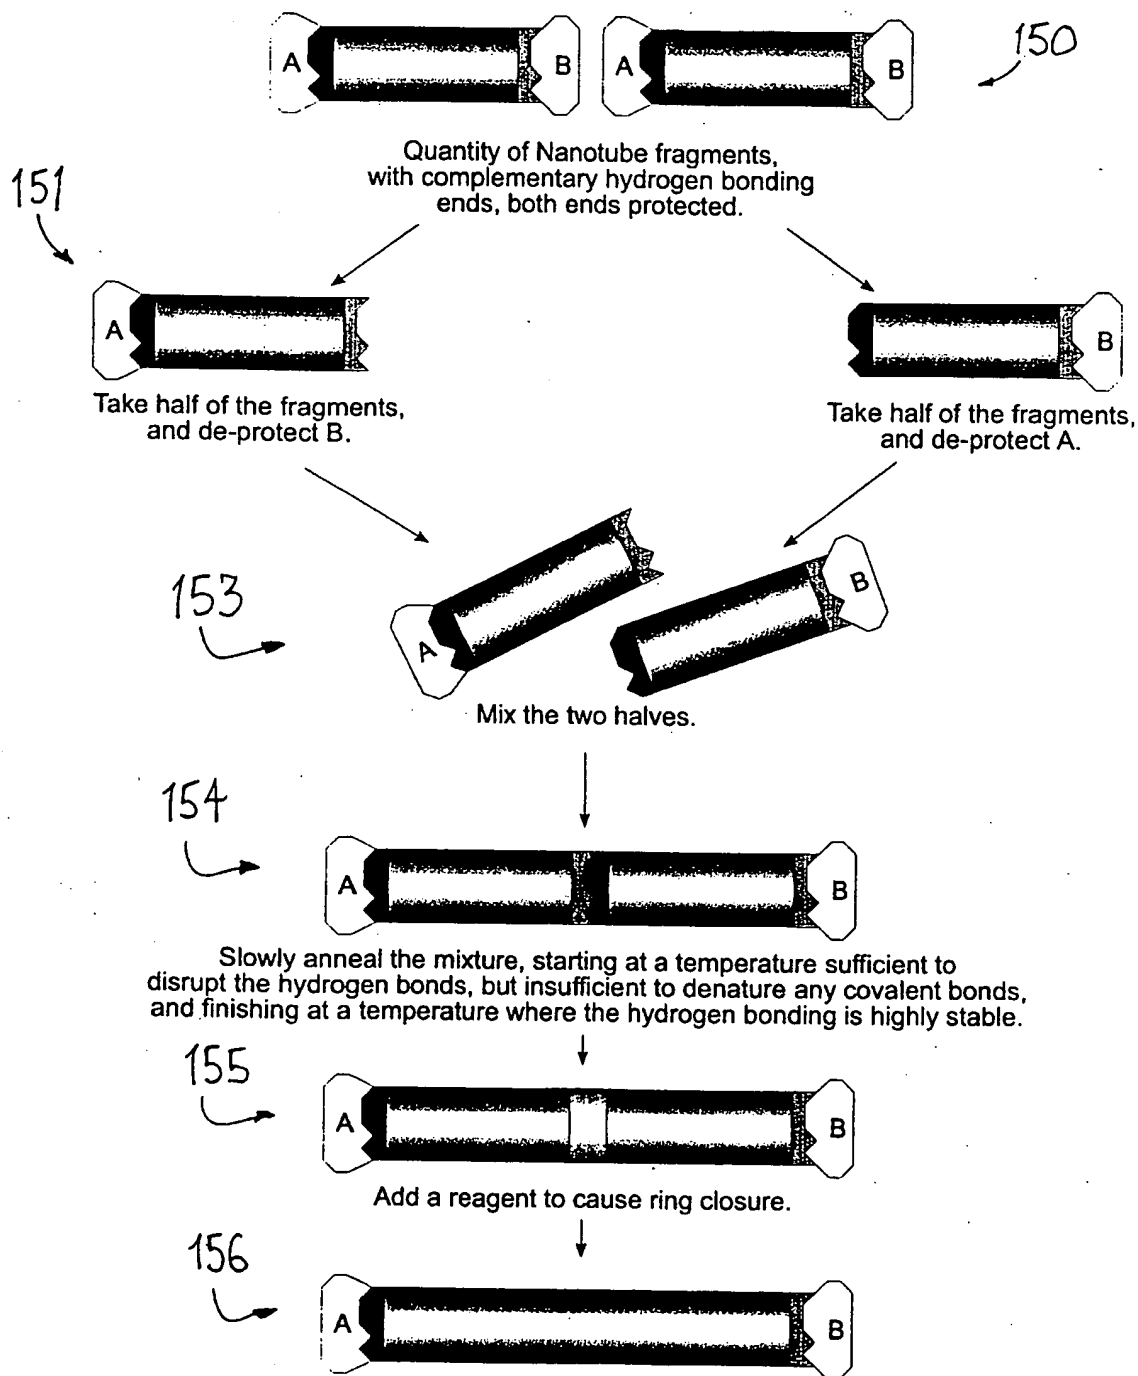 A B A B
150
Quantity of Nanotube fragments,
with complementary hydrogen bonding
ends, both ends protected.
151
A
B
Take half of the fragments,
and de-protect B.
Take half of the fragments,
and de-protect A.
153
A
B
Mix the two halves.
154
A B
Slowly anneal the mixture, starting at a temperature sufficient to
disrupt the hydrogen bonds, but insufficient to denature any covalent bonds,
and finishing at a temperature where the hydrogen bonding is highly stable.
155
A B
Add a reagent to cause ring closure.
156
A B